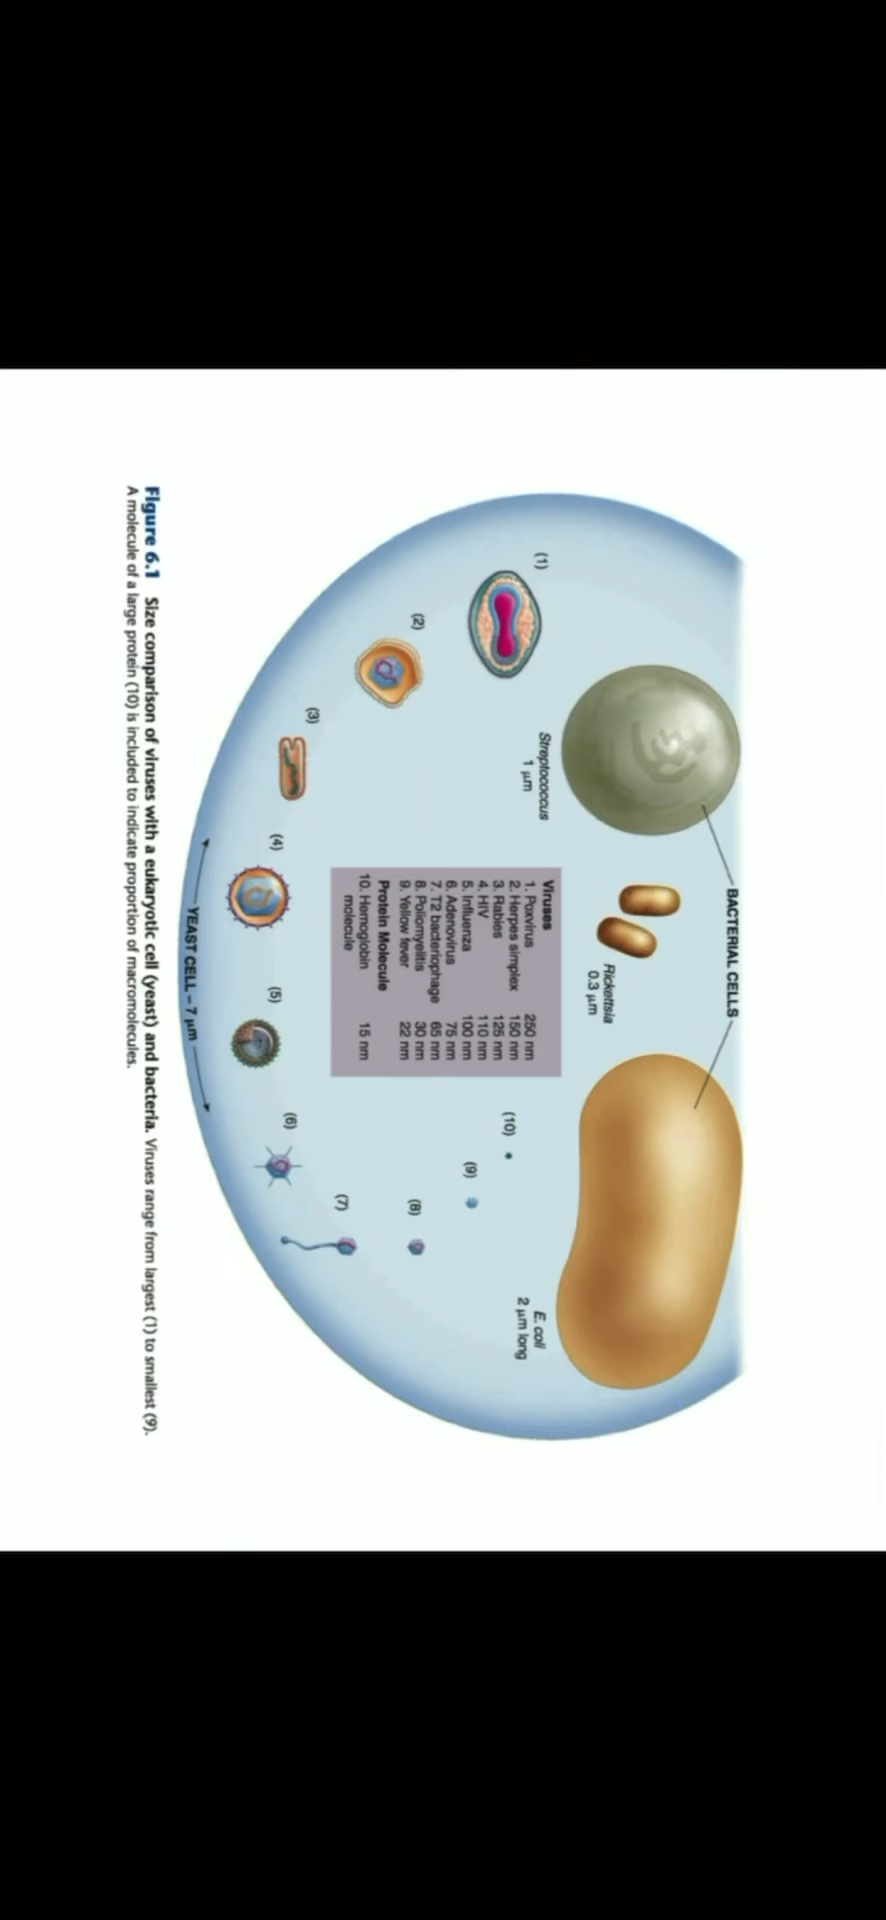 BACTERIAL CELLS
Rickettsia
0.3 μm
Streptococcus
1 μm
E. coli
2 μm long
(1)
(2)
(3)
(4)
(5)
(6)
(7)
(8)
(9)
(10)
Viruses
1. Poxvirus 250 nm
2. Herpes simplex 150 nm
3. Rabies 125 nm
4. HIV 110 nm
5. Influenza 100 nm
6. Adenovirus 75 nm
7. T2 bacteriophage 65 nm
8. Poliomyelitis 30 nm
9. Yellow fever 22 nm
Protein Molecule
10. Hemoglobin 15 nm
molecule
YEAST CELL – 7 μm
Figure 6.1 Size comparison of viruses with a eukaryotic cell (yeast) and bacteria. Viruses range from largest (1) to smallest (9).
A molecule of a large protein (10) is included to indicate proportion of macromolecules.